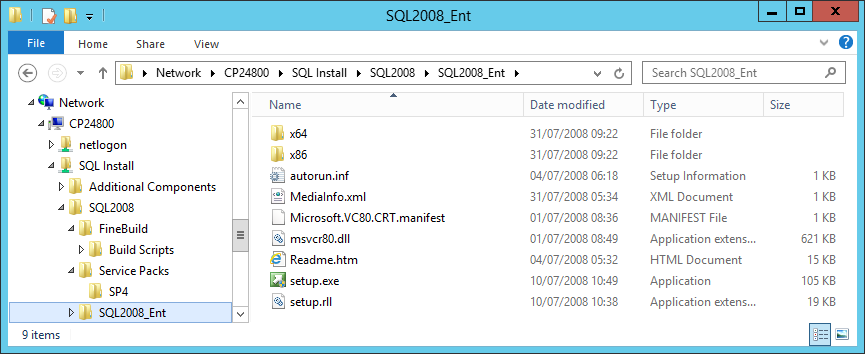 SQL2008_Ent
File Home Share View
Network CP24800 SQL Install SQL2008 SQL2008_Ent Search SQL2008_Ent
Network
CP24800
netlogon
SQL Install
Additional Components
SQL2008
FineBuild
Build Scripts
Service Packs
SP4
SQL2008_Ent
Name Date modified Type Size
x64 31/07/2008 09:22 File folder
x86 31/07/2008 09:22 File folder
autorun.inf 04/07/2008 06:18 Setup Information 1 KB
MediaInfo.xml 31/07/2008 05:34 XML Document 1 KB
Microsoft.VC80.CRT.manifest 01/07/2008 08:36 MANIFEST File 1 KB
msvcr80.dll 01/07/2008 08:49 Application extens... 621 KB
Readme.htm 04/07/2008 05:32 HTML Document 15 KB
setup.exe 10/07/2008 10:49 Application 105 KB
setup.rll 10/07/2008 10:38 Application extens... 19 KB
9 items